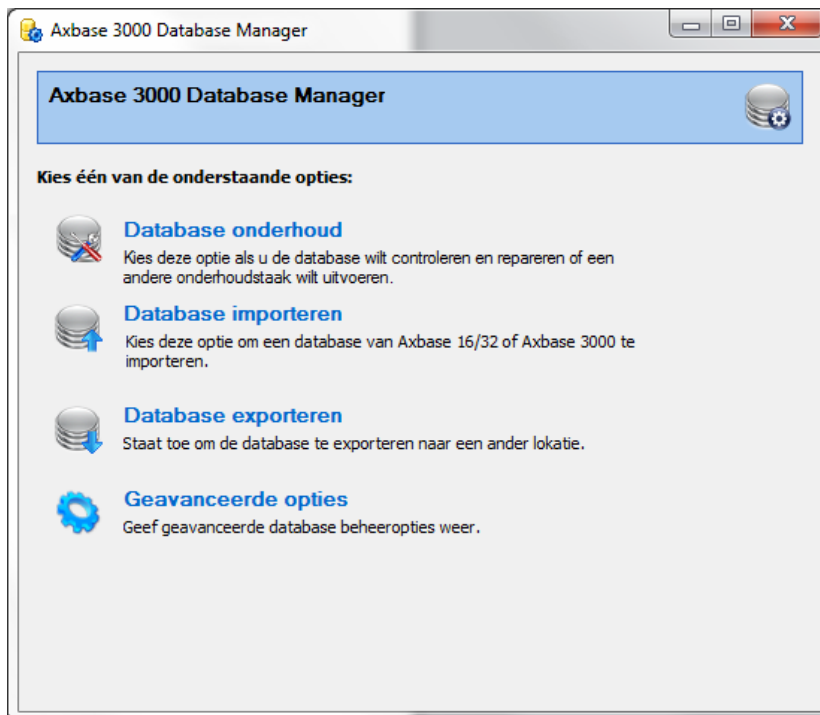 Axbase 3000 Database Manager
Axbase 3000 Database Manager
Kies één van de onderstaande opties:
Database onderhoud
Kies deze optie als u de database wilt controleren en repareren of een
andere onderhoudstaak wilt uitvoeren.
Database importeren
Kies deze optie om een database van Axbase 16/32 of Axbase 3000 te
importeren.
Database exporteren
Staat toe om de database te exporteren naar een ander lokatie.
Geavanceerde opties
Geef geavanceerde database beheeropties weer.